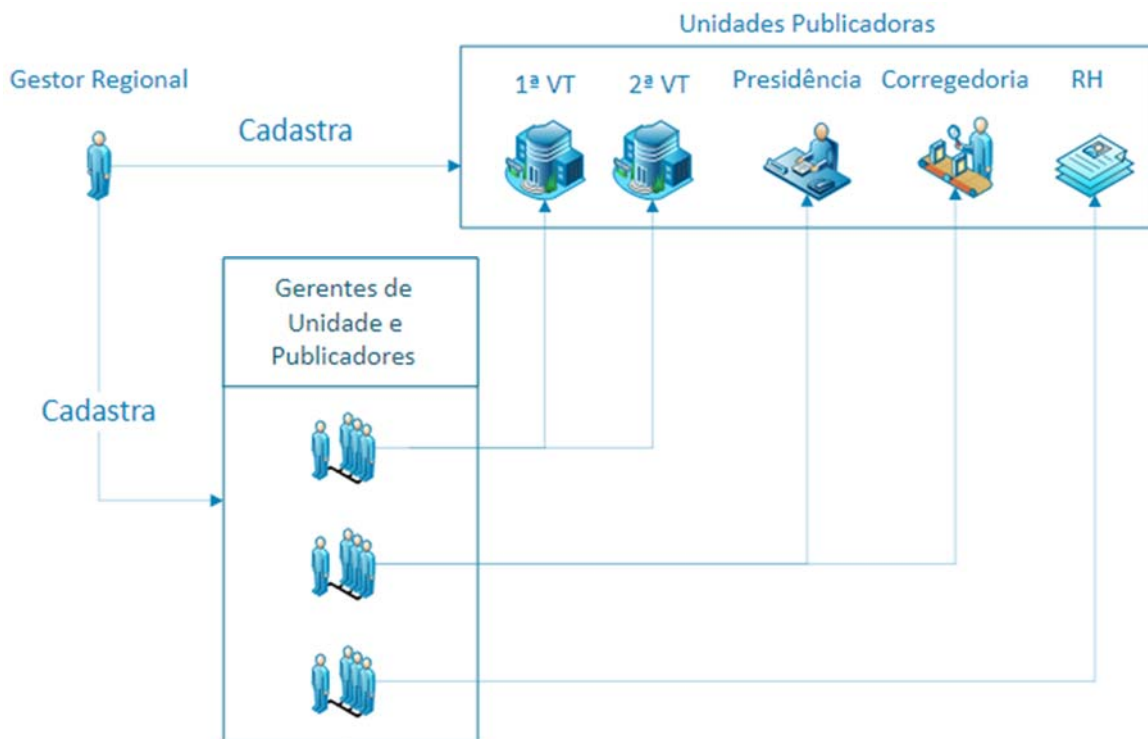 Unidades Publicadoras
Gestor Regional
1ª VT
2ª VT
Presidência
Corregedoria
RH
Cadastra
Gerentes de
Unidade e
Publicadores
Cadastra